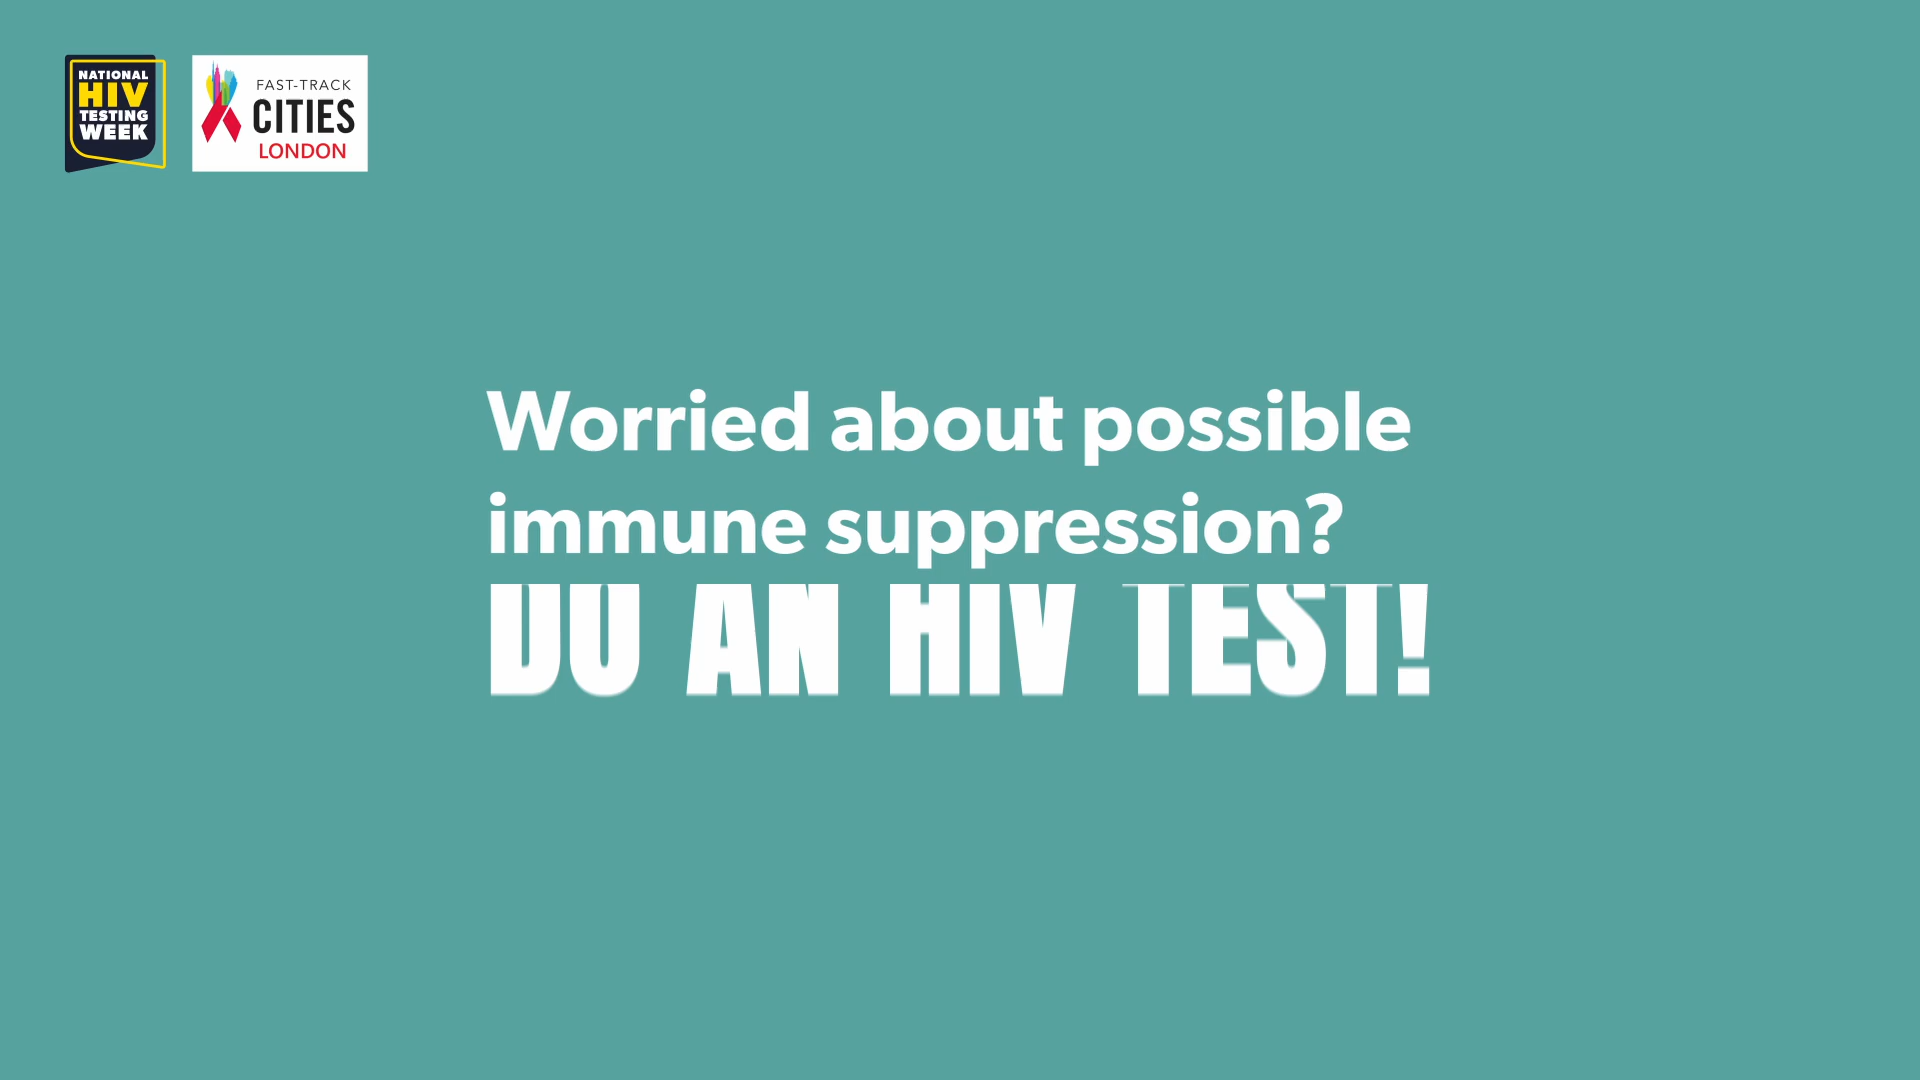 NATIONAL
HIV
TESTING
WEEK
FAST-TRACK
CITIES
LONDON
Worried about possible
immune suppression?
DO AN HIV TEST!